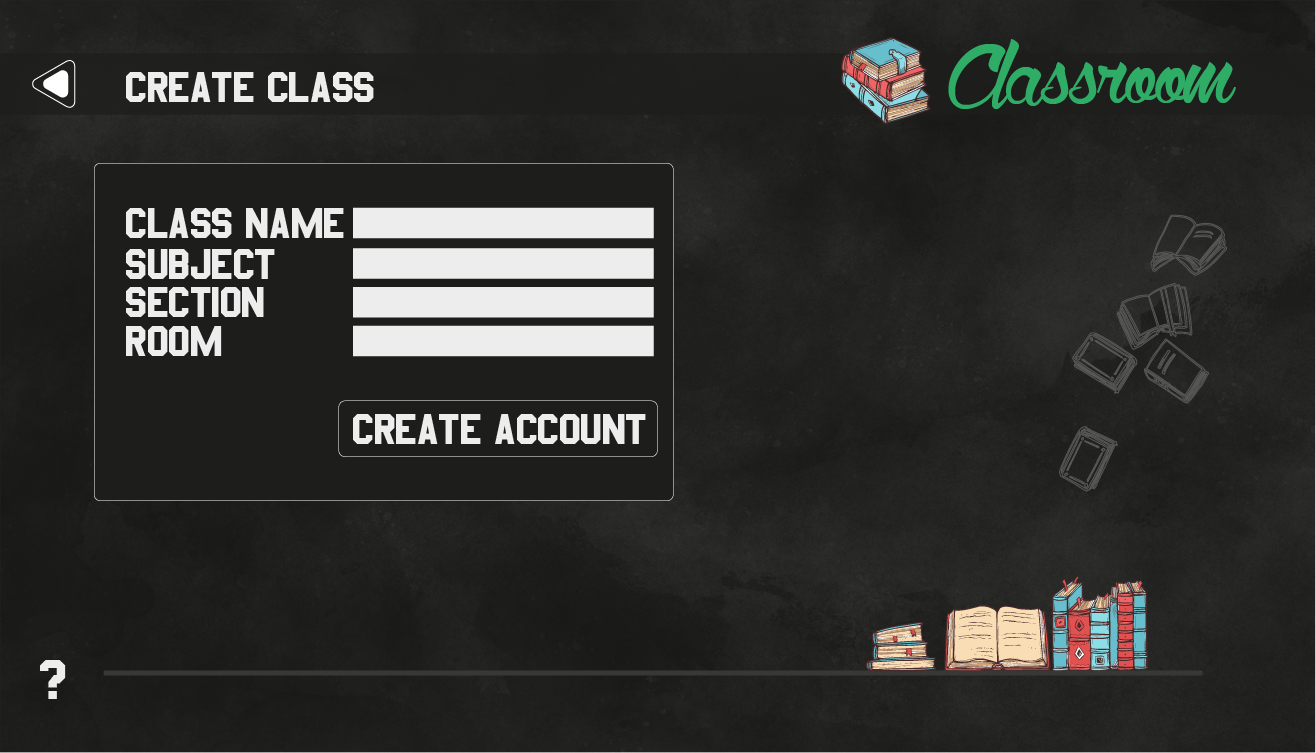 CREATE CLASS
Classroom
CLASS NAME
SUBJECT
SECTION
ROOM
CREATE ACCOUNT
?